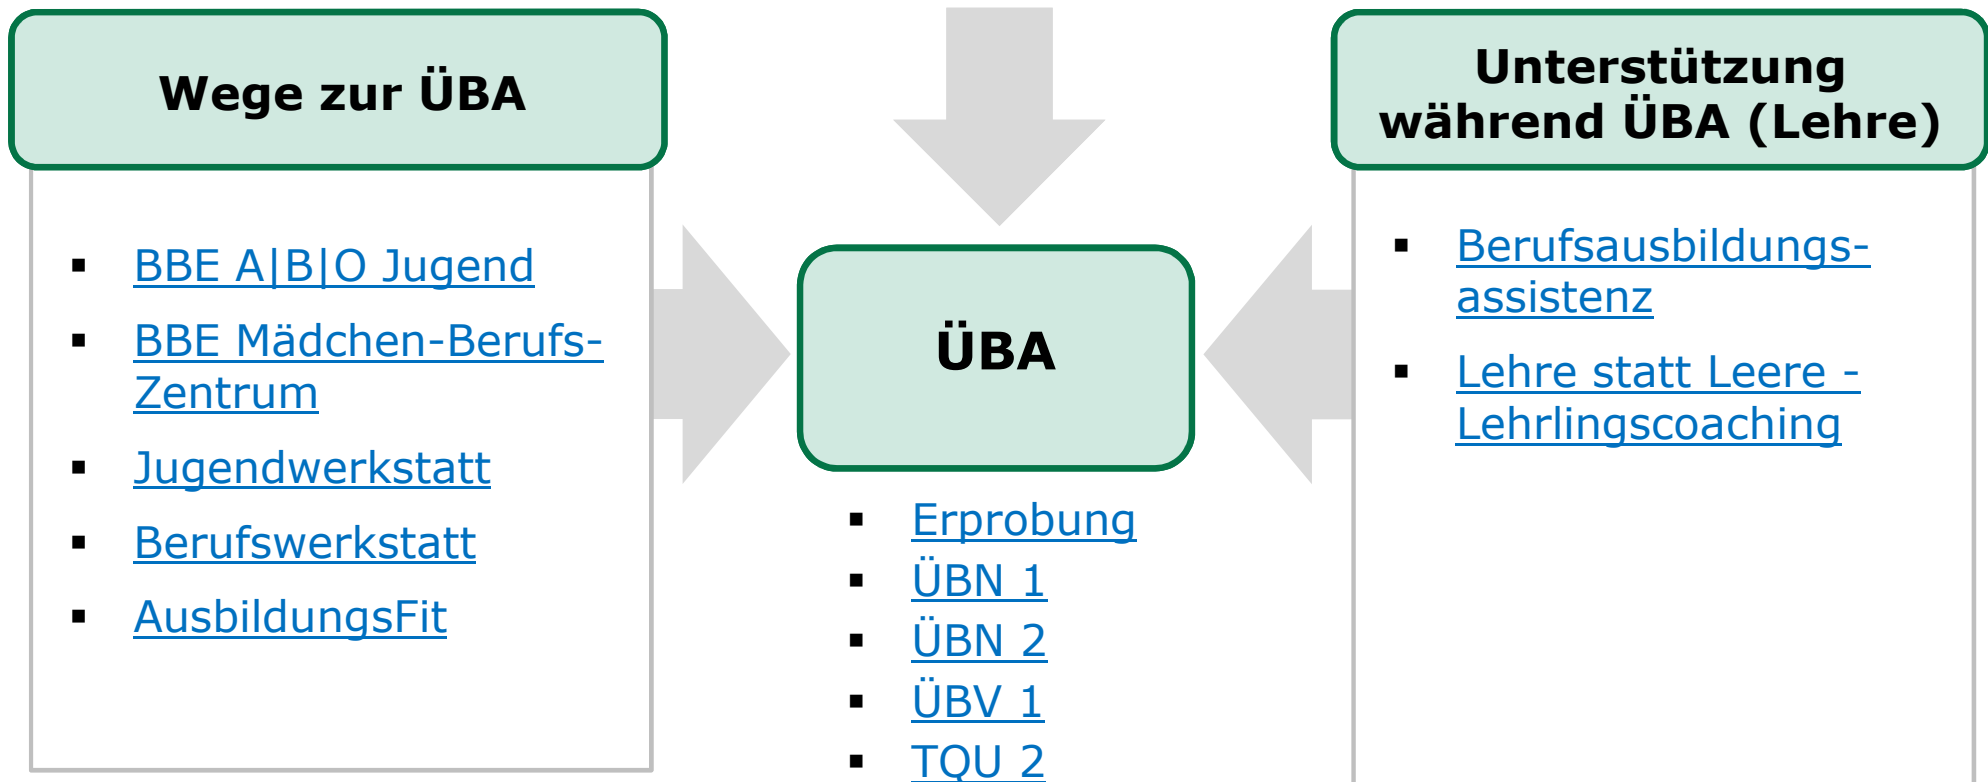 Wege zur ÜBA
▪ BBE A|B|O Jugend
▪ BBE Mädchen-Berufs-
Zentrum
▪ Jugendwerkstatt
▪ Berufswerkstatt
▪ AusbildungsFit
ÜBA
▪ Erprobung
▪ ÜBN 1
▪ ÜBN 2
▪ ÜBV 1
▪ TQU 2
Unterstützung
während ÜBA (Lehre)
▪ Berufsausbildungs-
assistenz
▪ Lehre statt Leere -
Lehrlingscoaching